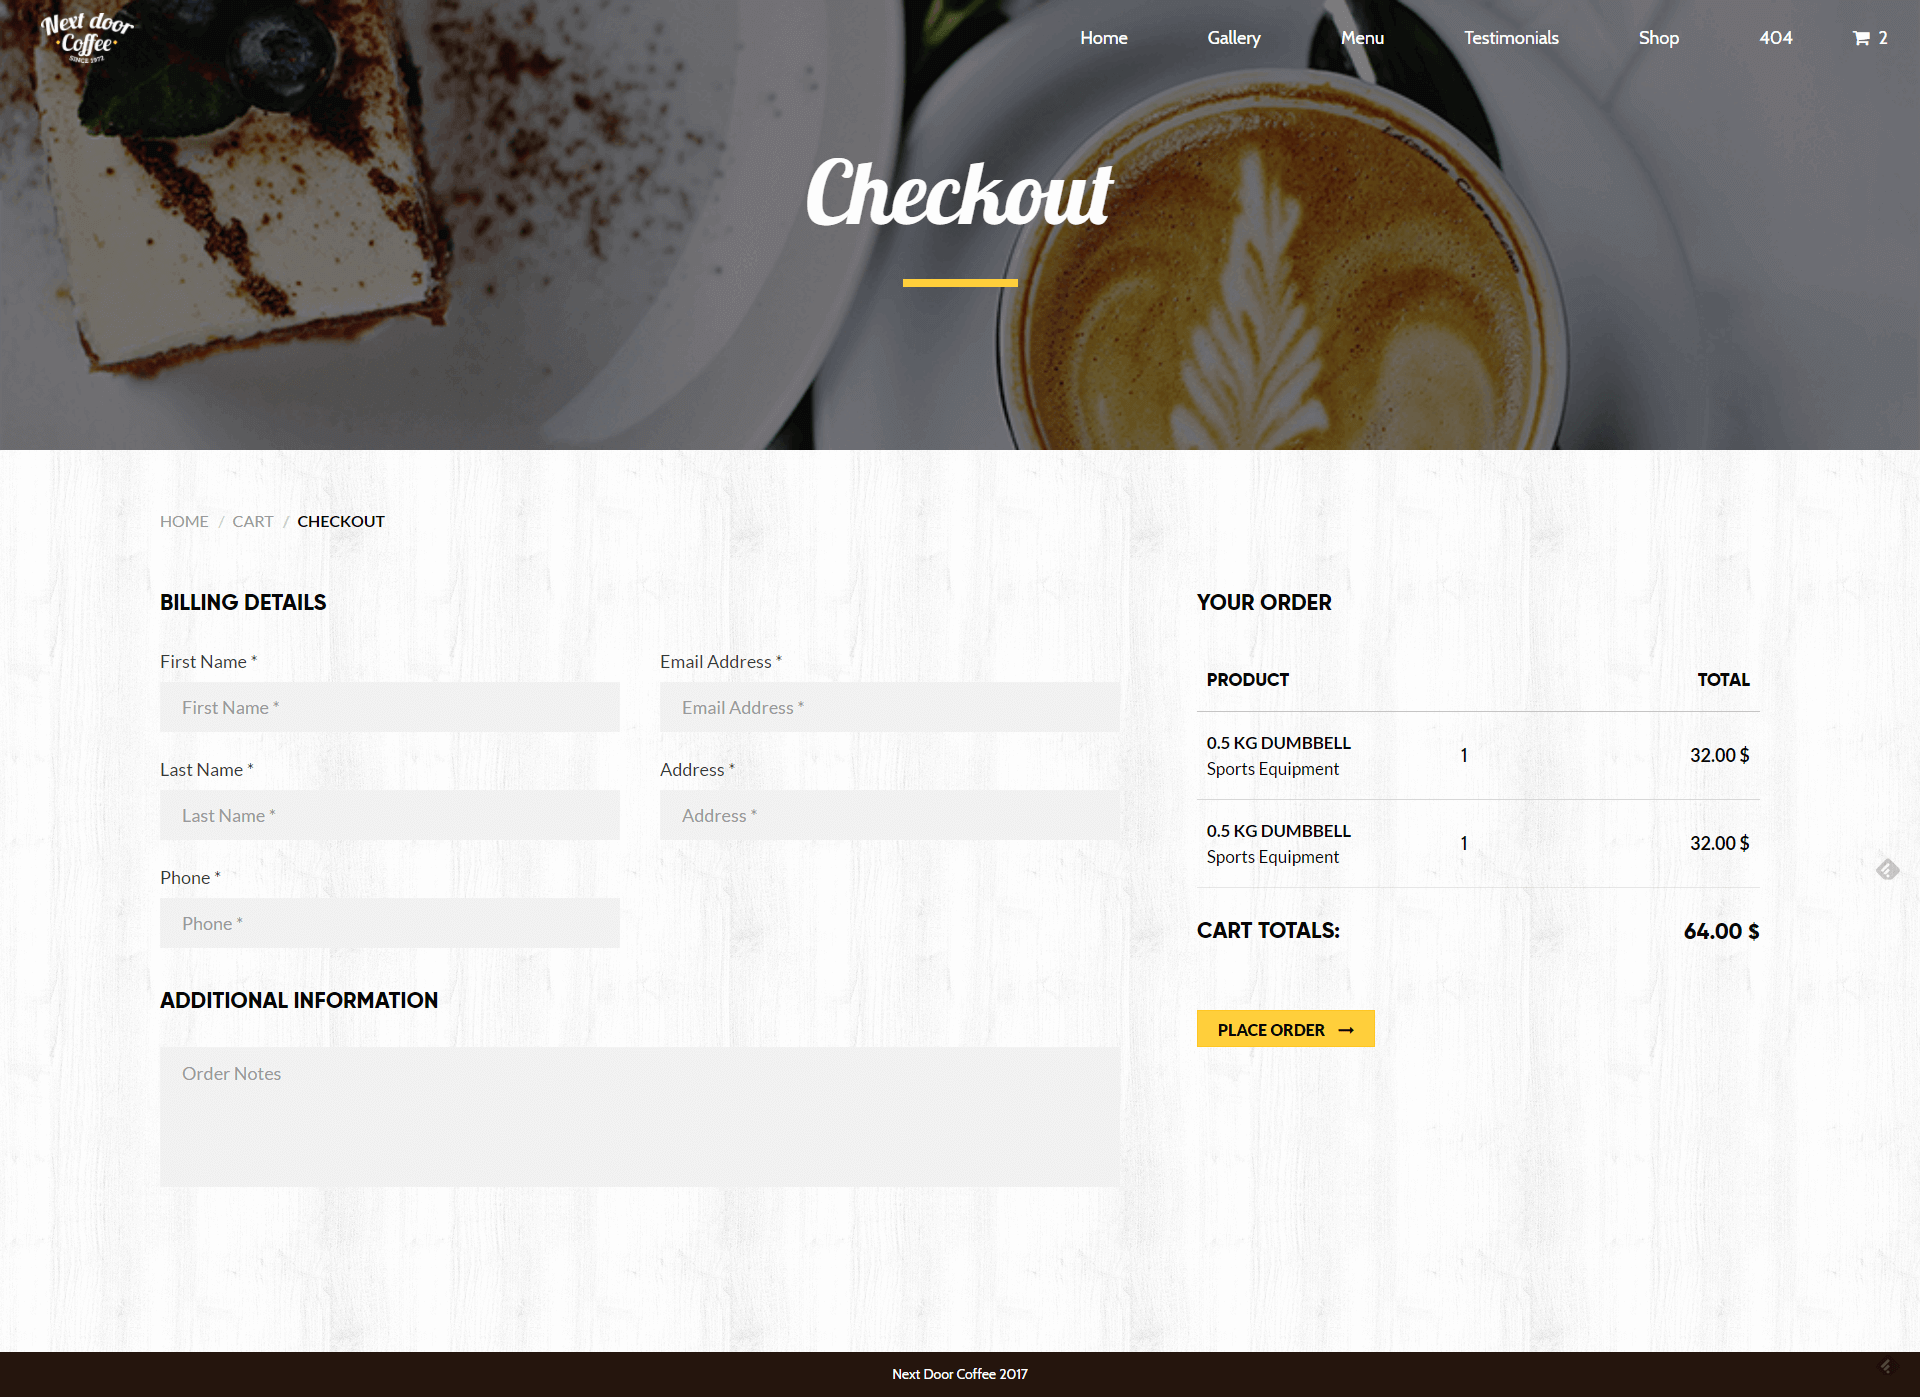 Next door
Coffee
SINCE 1972
Home
Gallery
Menu
Testimonials
Shop
404
2
Checkout
HOME / CART / CHECKOUT
BILLING DETAILS
First Name *
First Name *
Email Address *
Email Address *
Last Name *
Last Name *
Address *
Address *
Phone *
Phone *
ADDITIONAL INFORMATION
Order Notes
YOUR ORDER
PRODUCT TOTAL
0.5 KG DUMBBELL
Sports Equipment
1
32.00 $
0.5 KG DUMBBELL
Sports Equipment
1
32.00 $
CART TOTALS: 64.00 $
PLACE ORDER →
Next Door Coffee 2017